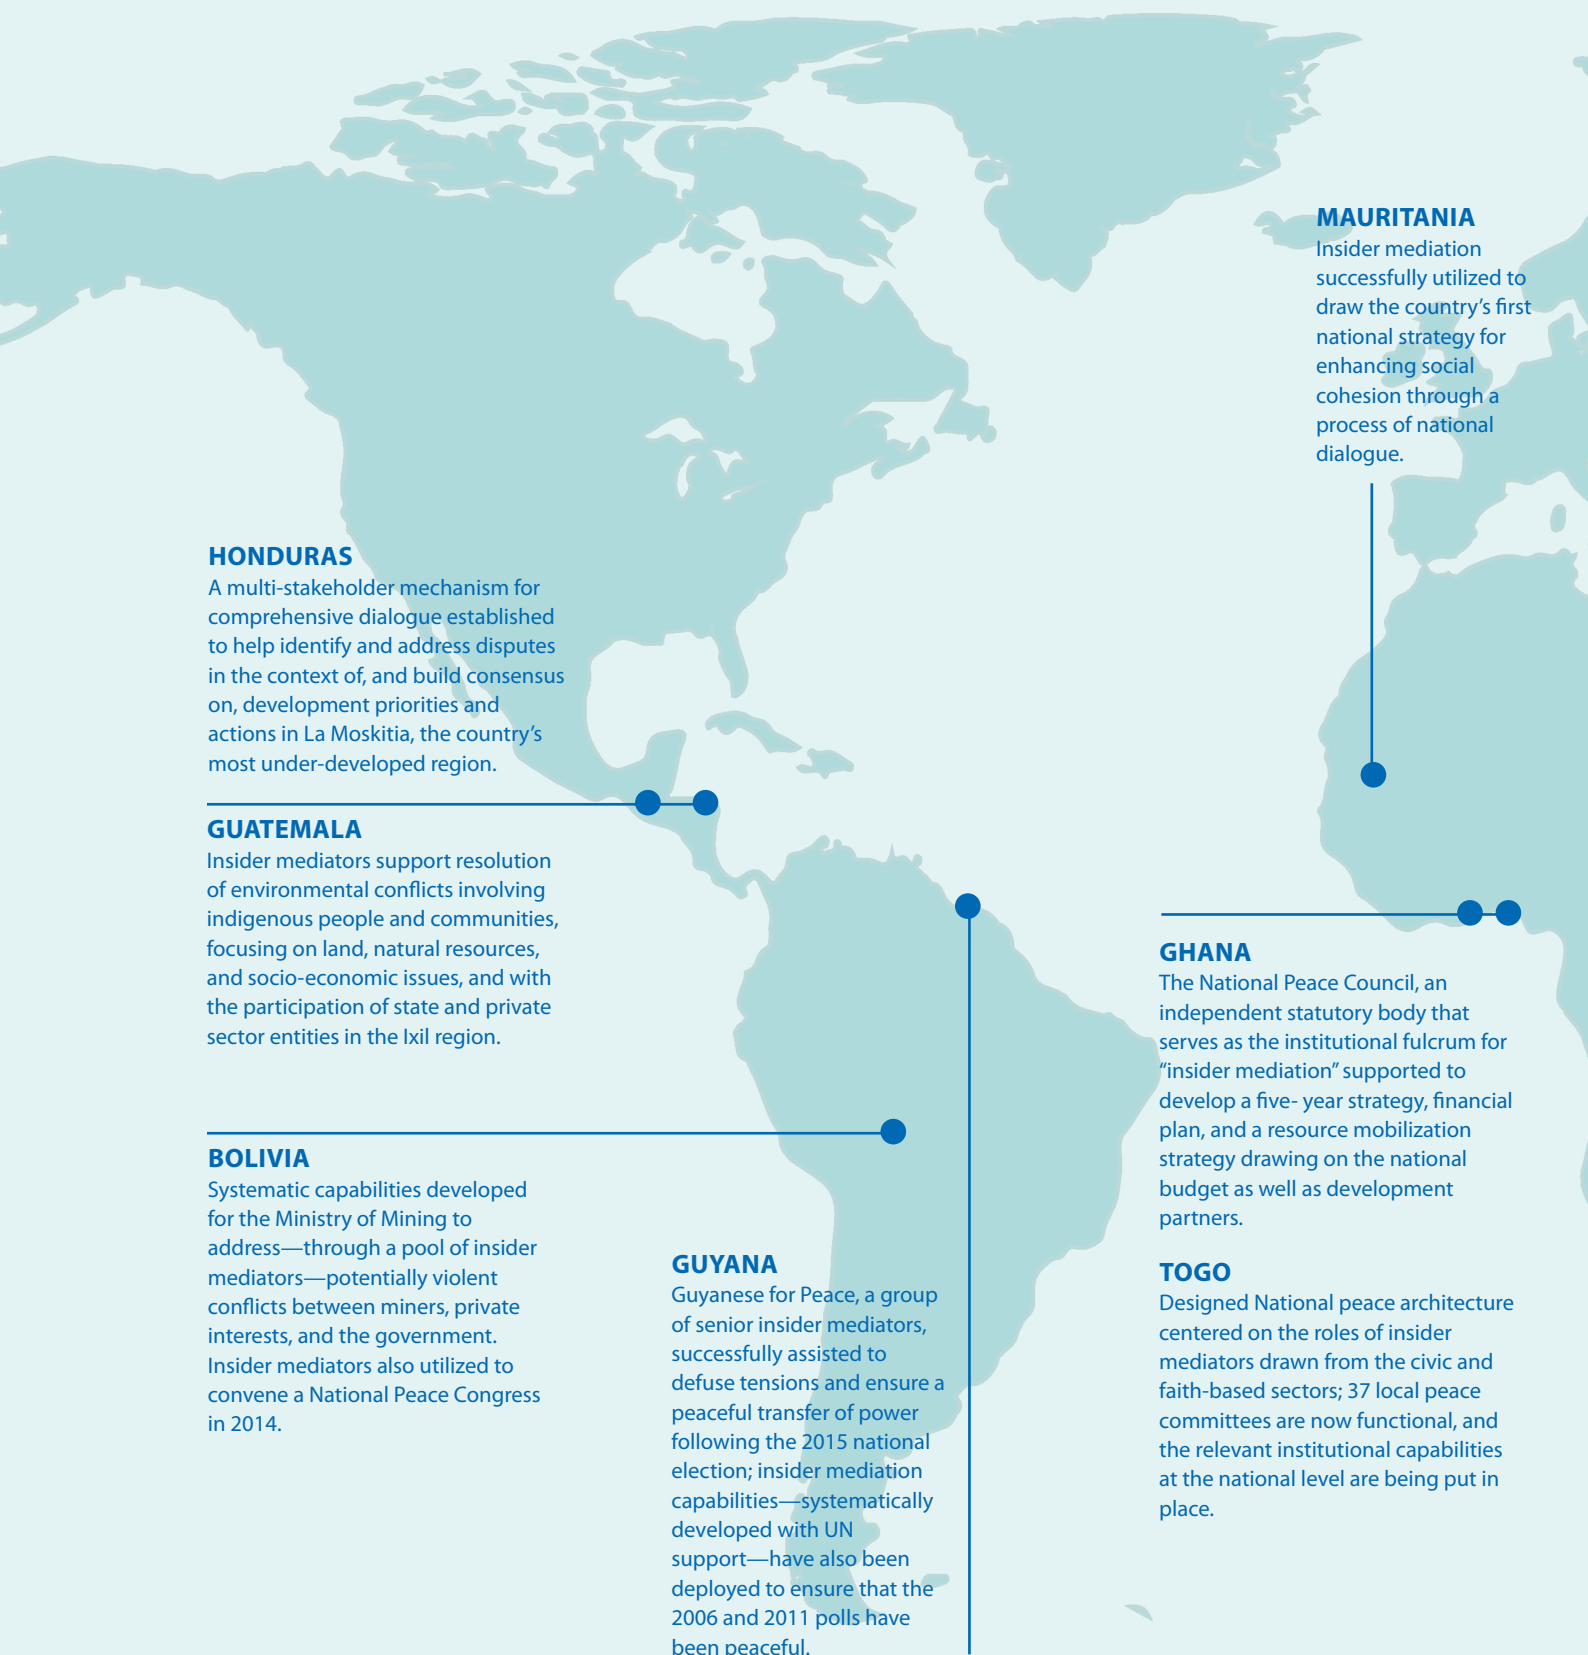 MAURITANIA
Insider mediation
successfully utilized to
draw the country’s first
national strategy for
enhancing social
cohesion through a
process of national
dialogue.
HONDURAS
A multi-stakeholder mechanism for
comprehensive dialogue established
to help identify and address disputes
in the context of, and build consensus
on, development priorities and
actions in La Moskitia, the country’s
most under-developed region.
GUATEMALA
Insider mediators support resolution
of environmental conflicts involving
indigenous people and communities,
focusing on land, natural resources,
and socio-economic issues, and with
the participation of state and private
sector entities in the Ixil region.
BOLIVIA
Systematic capabilities developed
for the Ministry of Mining to
address—through a pool of insider
mediators—potentially violent
conflicts between miners, private
interests, and the government.
Insider mediators also utilized to
convene a National Peace Congress
in 2014.
GUYANA
Guyanese for Peace, a group
of senior insider mediators,
successfully assisted to
defuse tensions and ensure a
peaceful transfer of power
following the 2015 national
election; insider mediation
capabilities—systematically
developed with UN
support—have also been
deployed to ensure that the
2006 and 2011 polls have
been peaceful.
GHANA
The National Peace Council, an
independent statutory body that
serves as the institutional fulcrum for
“insider mediation” supported to
develop a five- year strategy, financial
plan, and a resource mobilization
strategy drawing on the national
budget as well as development
partners.
TOGO
Designed National peace architecture
centered on the roles of insider
mediators drawn from the civic and
faith-based sectors; 37 local peace
committees are now functional, and
the relevant institutional capabilities
at the national level are being put in
place.